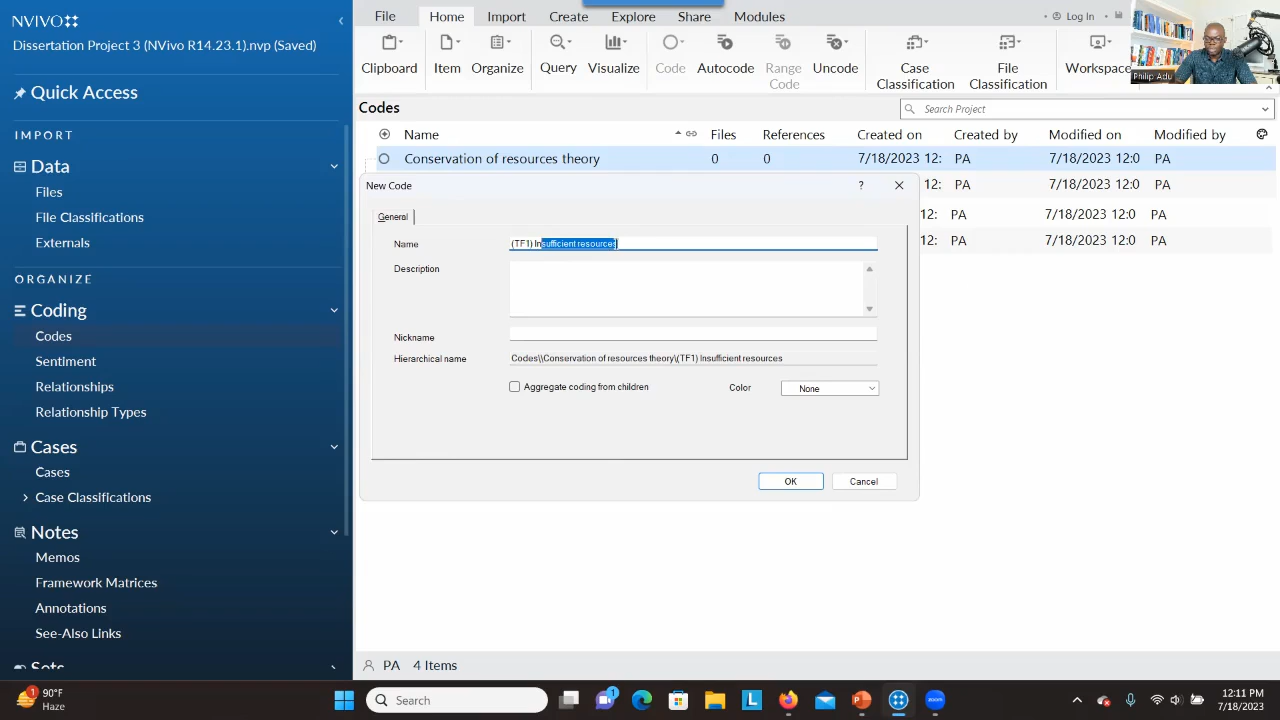 NVIVO
Dissertation Project 3 (NVivo R14.23.1).nvp (Saved)
Quick Access
IMPORT
Data
Files
File Classifications
Externals
ORGANIZE
Coding
Codes
Sentiment
Relationships
Relationship Types
Cases
Cases
Case Classifications
Notes
Memos
Framework Matrices
Annotations
See-Also Links
Sets
File Home Import Create Explore Share Modules Log In
Clipboard Item Organize Query Visualize Code Autocode Range Code Uncode Case Classification File Classification Workspace
Philip Adu
Codes
Search Project
Name Files References Created on Created by Modified on Modified by
Conservation of resources theory 0 0 7/18/2023 12: PA 7/18/2023 12:0 PA
12: PA 7/18/2023 12:0 PA
12: PA 7/18/2023 12:0 PA
12: PA 7/18/2023 12:0 PA
New Code ?
General
Name (TF1) Insufficient resources
Description
Nickname
Hierarchical name Codes\\Conservation of resources theory\(TF1) Insufficient resources
Aggregate coding from children Color None
OK Cancel
PA 4 Items
1 90°F
Haze
Search
1
L
12:11 PM
7/18/2023